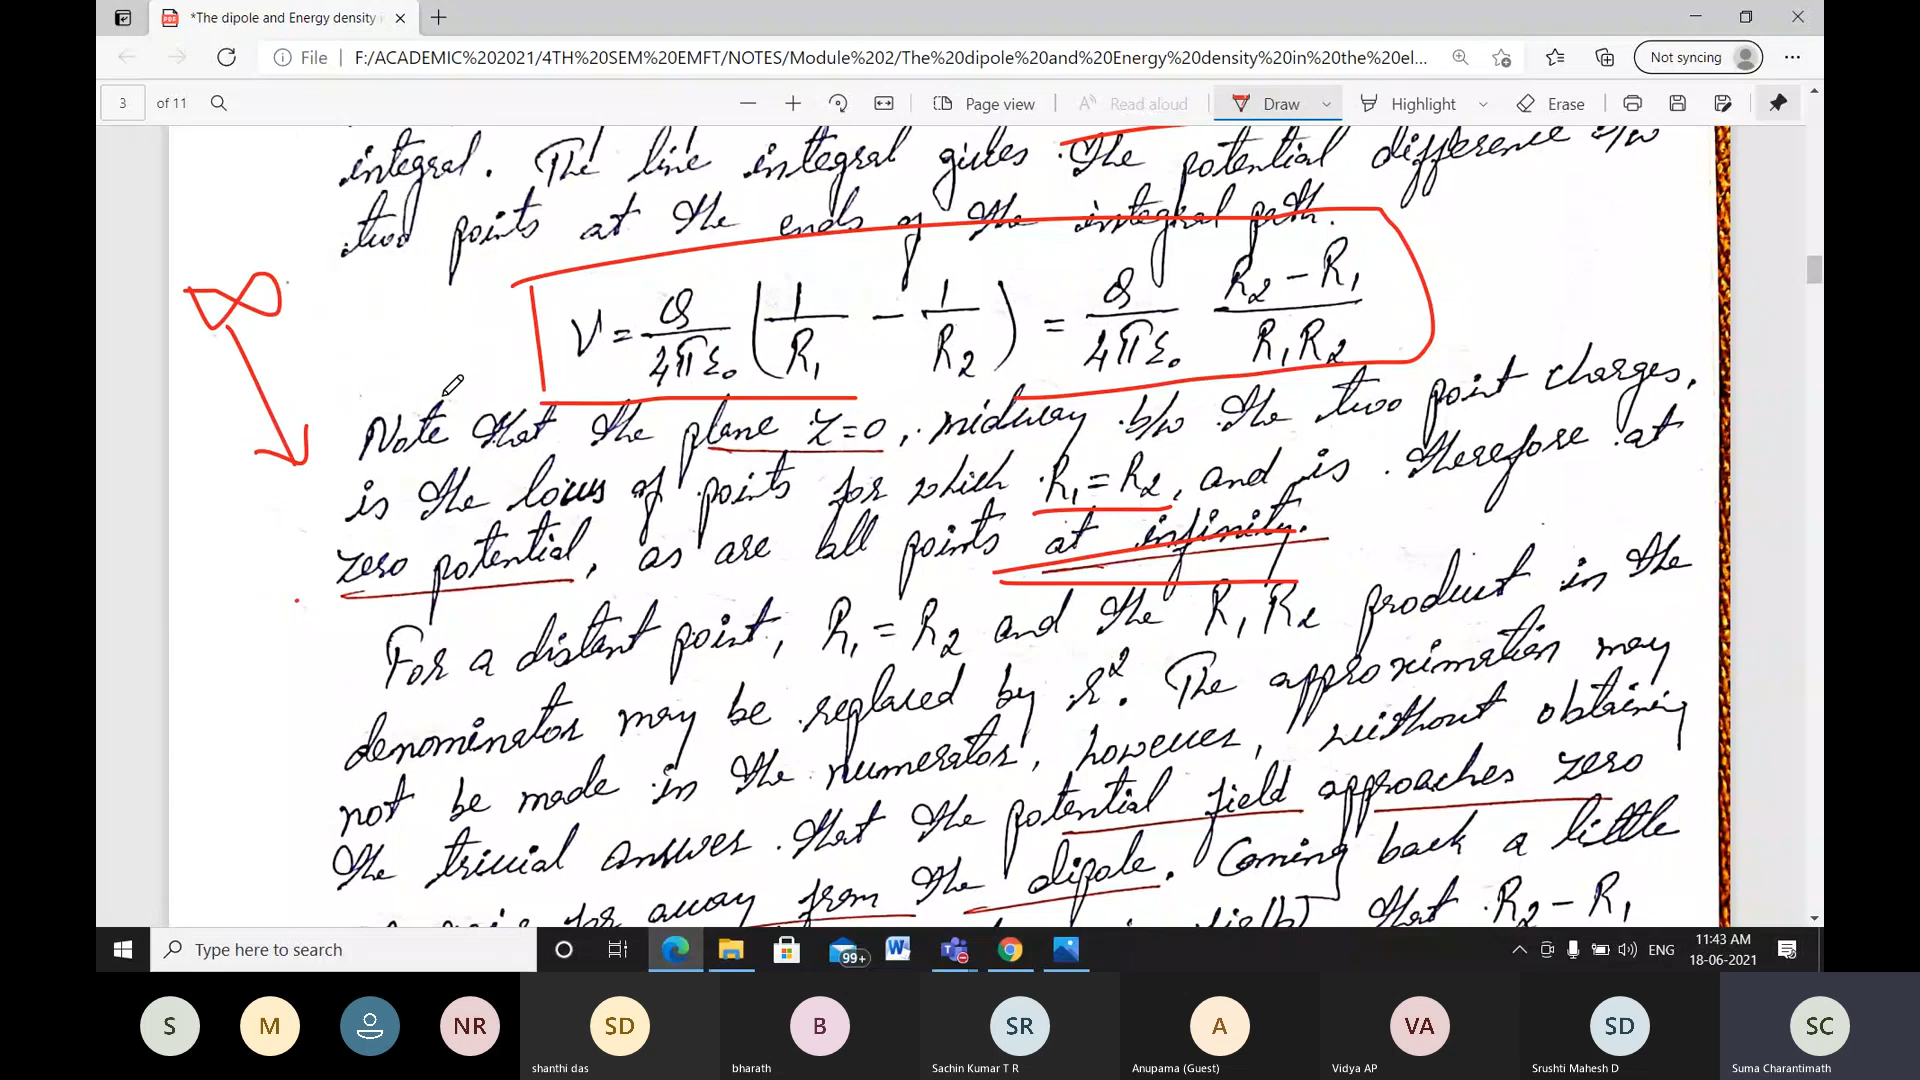 *The dipole and Energy density
File F:/ACADEMIC%202021/4TH%20SEM%20EMFT/NOTES/Module%202/The%20dipole%20and%20Energy%20density%20in%20the%20el...
Not syncing
3 of 11
Page view
Read aloud
Draw
Highlight
Erase
integral. The line integral gives the potential difference b/w
two points at the ends of the integral path.
∞
V = Q/4πε₀ (1/R₁ − 1/R₂) = Q/4πε₀ (R₂ − R₁)/(R₁R₂)
Note that the plane z=0, midway b/w the two point charges,
is the locus of points for which R₁ = R₂, and is therefore at
zero potential, as are all points at infinity.
For a distant point, R₁ = R₂ and the R₁R₂ product in the
denominator may be replaced by r². The approximation may
not be made in the numerator, however, without obtaining
the trivial answer that the potential field approaches zero
away from the dipole. Coming back a little
that R₂ − R₁
Type here to search
99+
ENG
11:43 AM
18-06-2021
S
M
NR
SD
B
SR
A
VA
SD
SC
shanthi das
bharath
Sachin Kumar T R
Anupama (Guest)
Vidya AP
Srushti Mahesh D
Suma Charantimath